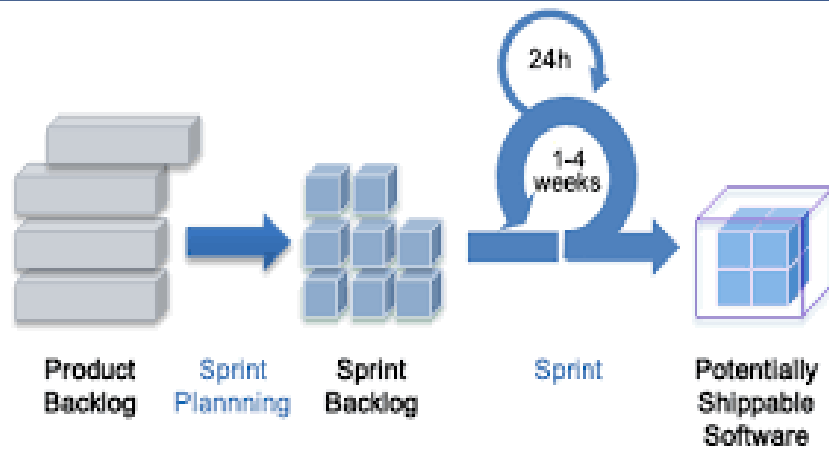 24h
1-4
weeks
Product
Backlog
Sprint
Plannning
Sprint
Backlog
Sprint
Potentially
Shippable
Software